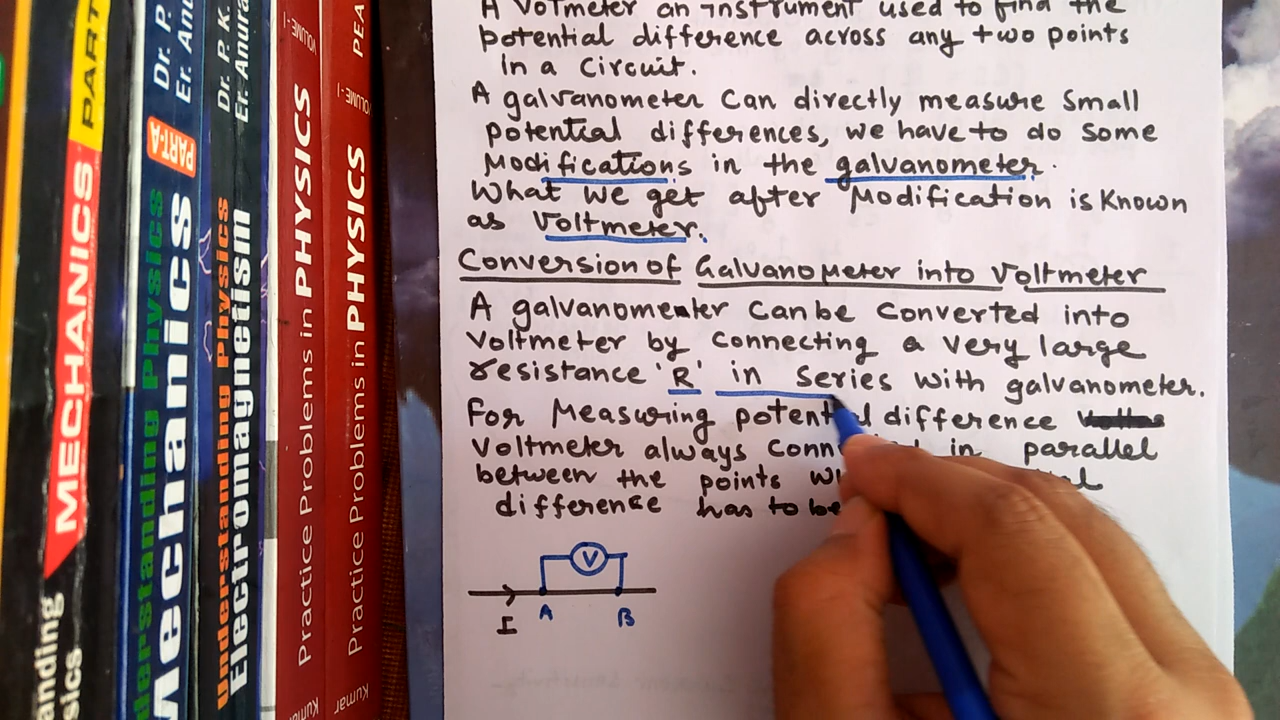 A Votmeter an instrument used to find the
potential difference across any two points
in a circuit.
A galvanometer can directly measure small
potential differences, we have to do some
Modifications in the galvanometer.
What we get after Modification is Known
as Voltmeter.
Conversion of Galvanometer into Voltmeter
A galvanometer can be converted into
Voltmeter by connecting a very large
resistance 'R' in series with galvanometer.
For Measuring potential difference
Voltmeter always conn in parallel
between the points
difference has to be
V
A
B
I
MECHANICS PART
anding
sics
Understanding Physics
Mechanics PART-A Dr. P.
Er. Anu
Understanding Physics
Electromagnetism Dr. P. K.
Er. Anura
Kumar Practice Problems in PHYSICS VOLUME - I
Kumar Practice Problems in PHYSICS VOLUME - I PEA